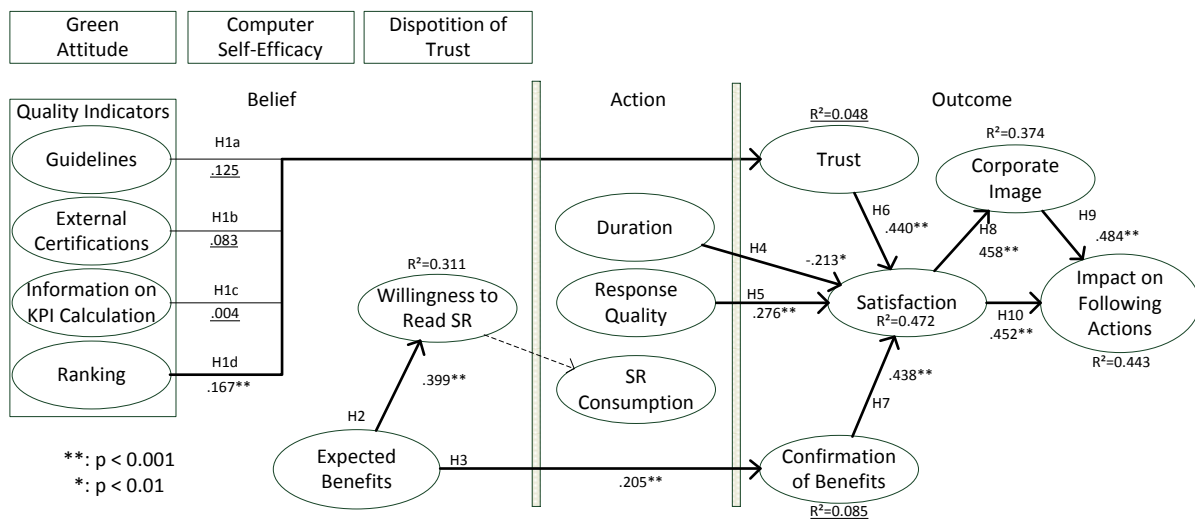 Green
Attitude
Computer
Self-Efficacy
Dispotition of
Trust
Belief
Action
Outcome
Quality Indicators
Guidelines
H1a
.125
External
Certifications
H1b
.083
Information on
KPI Calculation
H1c
.004
Ranking
H1d
.167**
R²=0.311
Willingness to
Read SR
.399**
H2
Expected
Benefits
H3
.205**
Duration
H4
-.213*
Response
Quality
H5
.276**
SR
Consumption
R²=0.048
Trust
H6
.440**
Satisfaction
R²=0.472
.438**
H7
Confirmation
of Benefits
R²=0.085
R²=0.374
Corporate
Image
H8
458**
H9
.484**
H10
.452**
Impact on
Following
Actions
R²=0.443
**: p < 0.001
*: p < 0.01